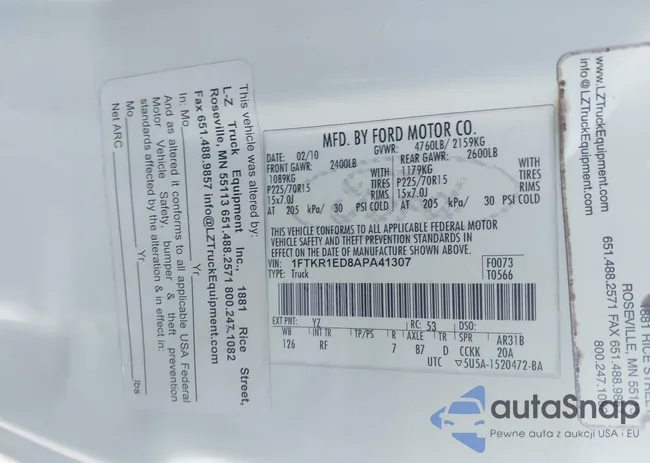 This vehicle was altered by:
L-Z Truck Equipment Inc., 1881 Rice Street,
Roseville, MN 55113 651.488.2571 800.247.1082
Fax 651.488.9857 info@LZTruckEquipment.com
In: Mo Yr
And as altered it conforms to all applicable USA Federal
Motor Vehicle Safety, bumper & theft prevention
standards affected by the alteration & in effect in:
Mo Yr
Net ARC lbs
MFD. BY FORD MOTOR CO.
02/10 GVWR: 4760LB/ 2159KG
FRONT GAWR: 2400LB REAR GAWR: 2600LB
1089KG WITH 1179KG WITH
P225/70R15 TIRES P225/70R15 TIRES
15x7.0J RIMS 15x7.0J RIMS
AT 205 kPa/ 30 PSI COLD AT 205 kPa/ 30 PSI COLD
THIS VEHICLE CONFORMS TO ALL APPLICABLE FEDERAL MOTOR
VEHICLE SAFETY AND THEFT PREVENTION STANDARDS IN
EFFECT ON THE DATE OF MANUFACTURE SHOWN ABOVE.
VIN: 1FTKR1ED8APA41307 F0073
TYPE: Truck T0566
EXT PNT: YZ RC: 53 DSO:
WB INT TR TP/PS R AXLE TR SPR AR31B
126 RF 7 87 D CCKK 20A
UTC ▽5U5A-1520472-BA
www.LZTruckEquipment.com
info@LZTruckEquipment.com
1881 RICE STREET
ROSEVILLE, MN
651.488.2571 FAX 651.488.
800.247.
autaSnap
Pewne auta z aukcji USA i EU